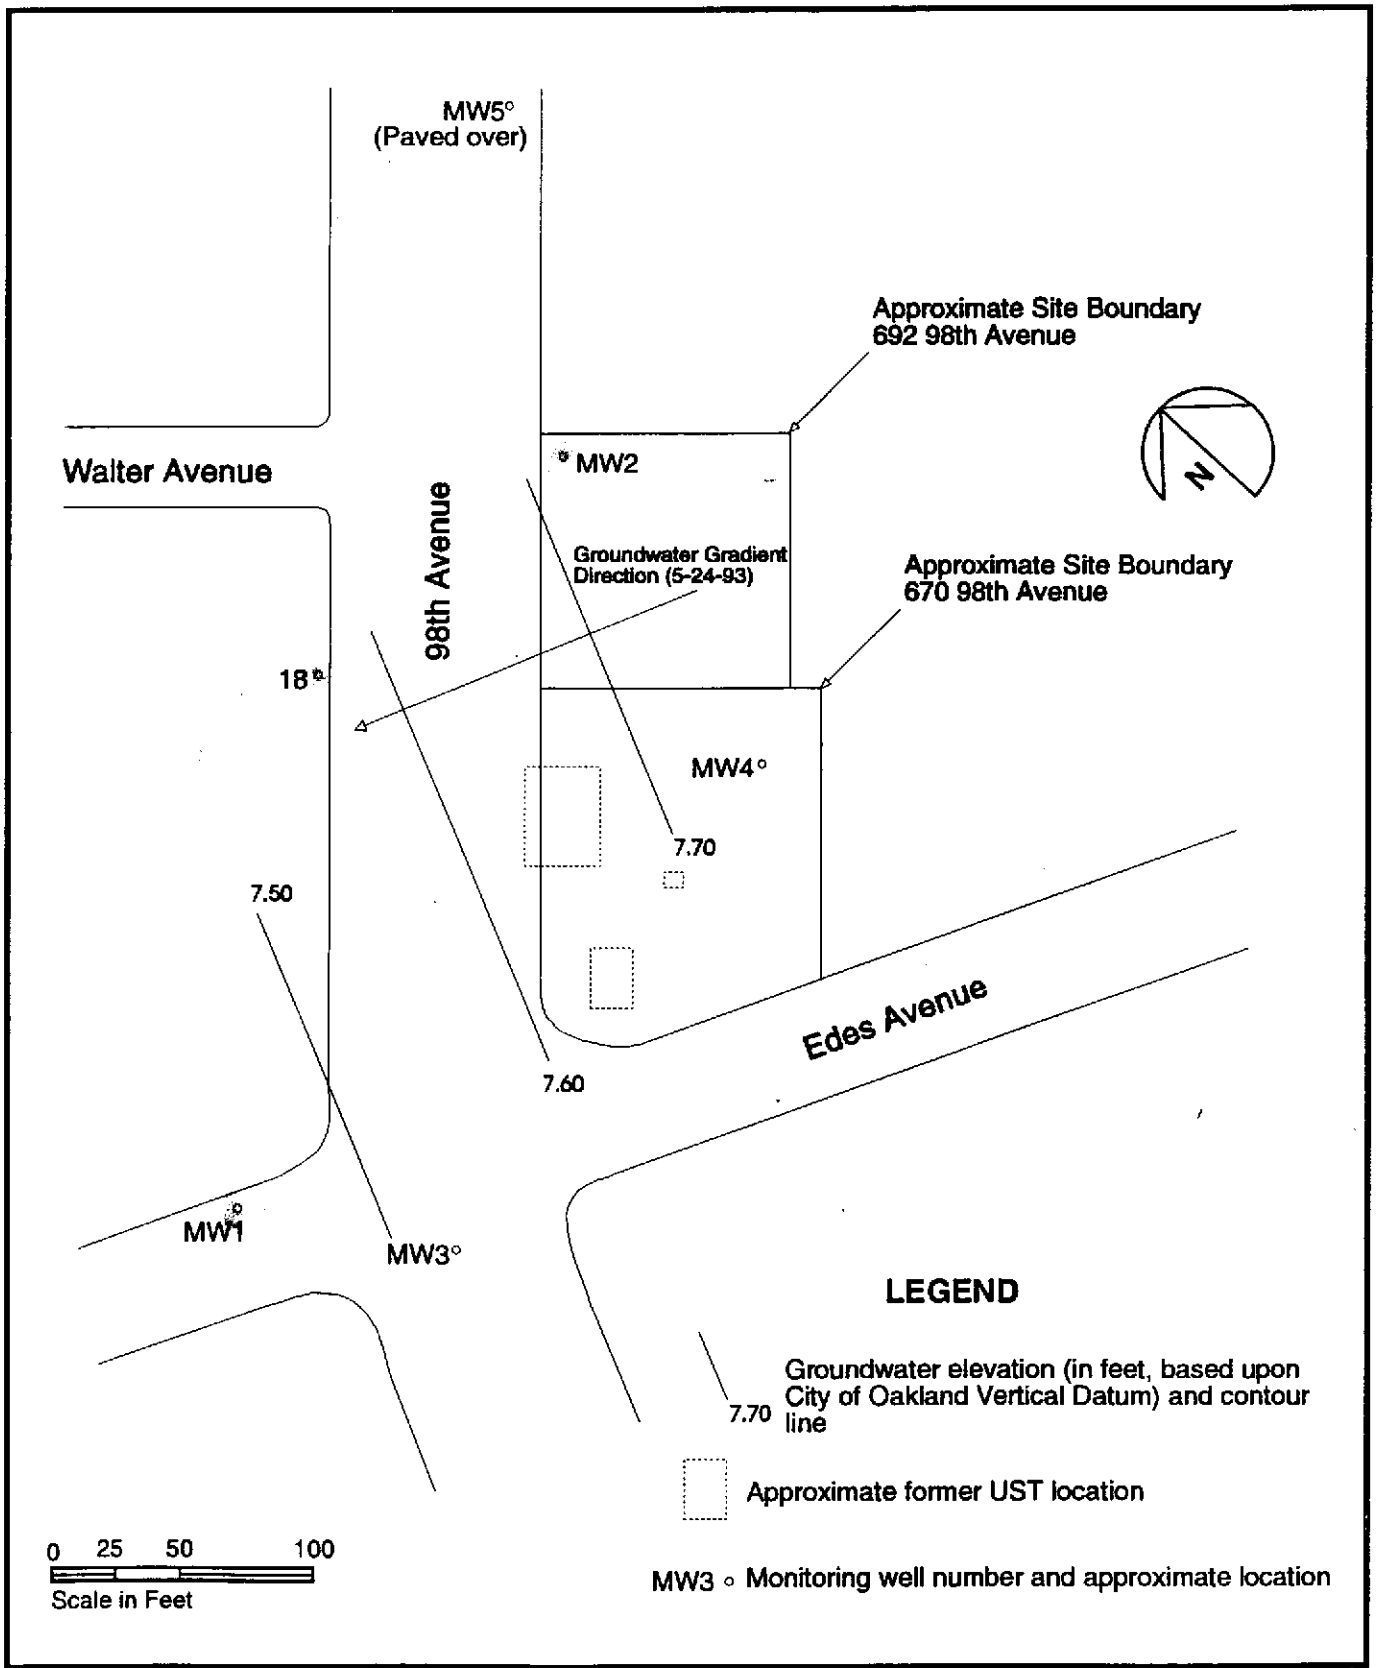 MW5
(Paved over)
Approximate Site Boundary
692 98th Avenue
Walter Avenue
MW2
N
98th Avenue
Groundwater Gradient
Direction (5-24-93)
Approximate Site Boundary
670 98th Avenue
18
MW4
7.70
7.50
Edes Avenue
7.60
MW1
MW3
LEGEND
Groundwater elevation (in feet, based upon
City of Oakland Vertical Datum) and contour
7.70 line
Approximate former UST location
0 25 50 100
Scale in Feet
MW3 Monitoring well number and approximate location